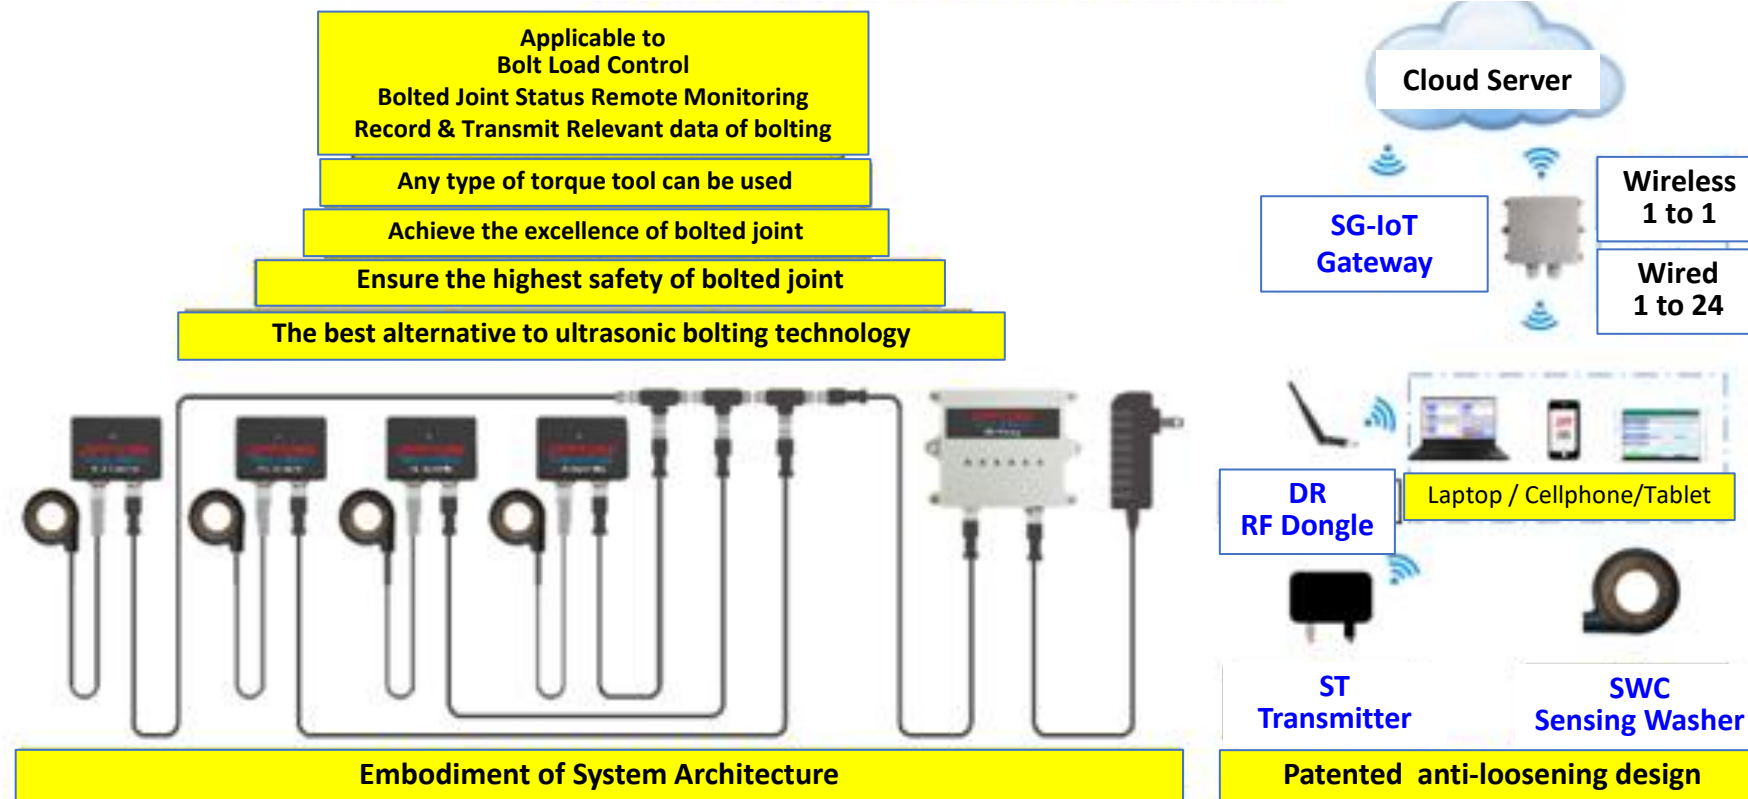 Applicable to
Bolt Load Control
Bolted Joint Status Remote Monitoring
Record & Transmit Relevant data of bolting
Any type of torque tool can be used
Achieve the excellence of bolted joint
Ensure the highest safety of bolted joint
The best alternative to ultrasonic bolting technology
Embodiment of System Architecture
Cloud Server
SG-IoT
Gateway
Wireless
1 to 1
Wired
1 to 24
DR
RF Dongle
Laptop / Cellphone/Tablet
ST
Transmitter
SWC
Sensing Washer
Patented  anti-loosening design